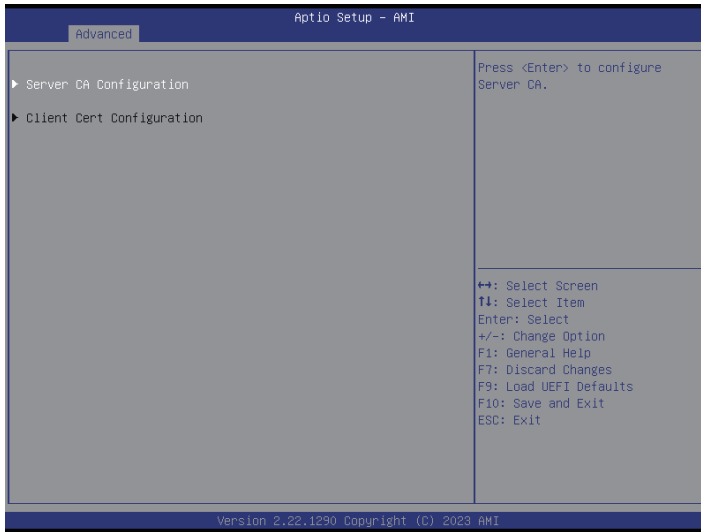 Aptio Setup – AMI
Advanced
▶ Server CA Configuration
▶ Client Cert Configuration
Press <Enter> to configure
Server CA.
↔: Select Screen
↑↓: Select Item
Enter: Select
+/-: Change Option
F1: General Help
F7: Discard Changes
F9: Load UEFI Defaults
F10: Save and Exit
ESC: Exit
Version 2.22.1290 Copyright (C) 2023 AMI